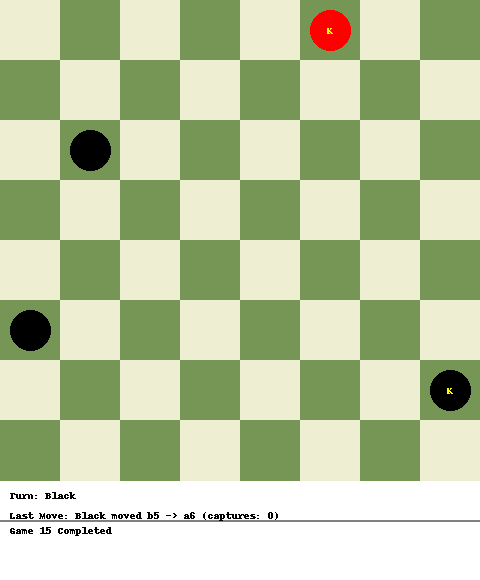 K
K
Turn: Black
Last Move: Black moved b5 -> a6 (captures: 0)
Game 15 Completed